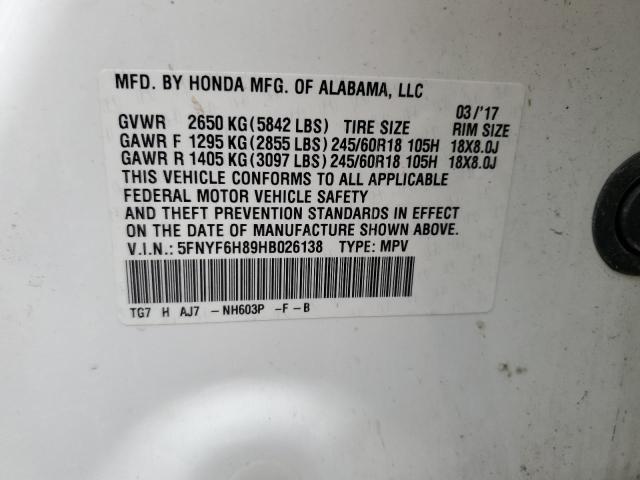 MFD. BY HONDA MFG. OF ALABAMA, LLC
03/'17
GVWR 2650 KG (5842 LBS) TIRE SIZE RIM SIZE
GAWR F 1295 KG (2855 LBS) 245/60R18 105H 18X8.0J
GAWR R 1405 KG (3097 LBS) 245/60R18 105H 18X8.0J
THIS VEHICLE CONFORMS TO ALL APPLICABLE
FEDERAL MOTOR VEHICLE SAFETY
AND THEFT PREVENTION STANDARDS IN EFFECT
ON THE DATE OF MANUFACTURE SHOWN ABOVE.
V.I.N.: 5FNYF6H89HB026138 TYPE: MPV
TG7 H AJ7 - NH603P - F - B